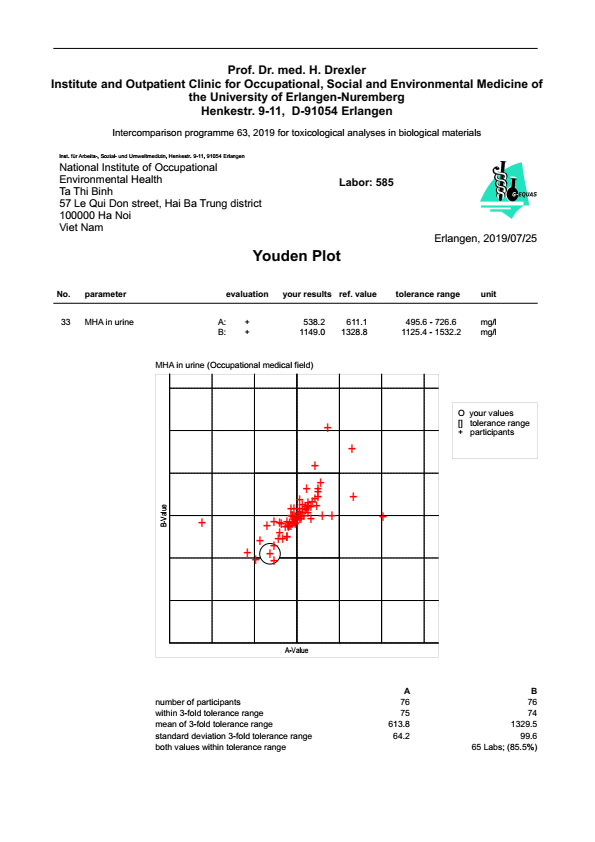 Prof. Dr. med. H. Drexler
Institute and Outpatient Clinic for Occupational, Social and Environmental Medicine of
the University of Erlangen-Nuremberg
Henkestr. 9-11, D-91054 Erlangen
Intercomparison programme 63, 2019 for toxicological analyses in biological materials
Inst. für Arbeits-, Sozial- und Umweltmedizin, Henkestr. 9-11, 91054 Erlangen
National Institute of Occupational
Environmental Health
Ta Thi Binh
57 Le Qui Don street, Hai Ba Trung district
100000 Ha Noi
Viet Nam
Labor: 585
G-EQUAS
Erlangen, 2019/07/25
Youden Plot
No. parameter evaluation your results ref. value tolerance range unit
33 MHA in urine A: + 538.2 611.1 495.6 - 726.6 mg/l
B: + 1149.0 1328.8 1125.4 - 1532.2 mg/l
MHA in urine (Occupational medical field)
O your values
[] tolerance range
+ participants
B-Value
A-Value
A B
number of participants 76 76
within 3-fold tolerance range 75 74
mean of 3-fold tolerance range 613.8 1329.5
standard deviation 3-fold tolerance range 64.2 99.6
both values within tolerance range 65 Labs; (85.5%)